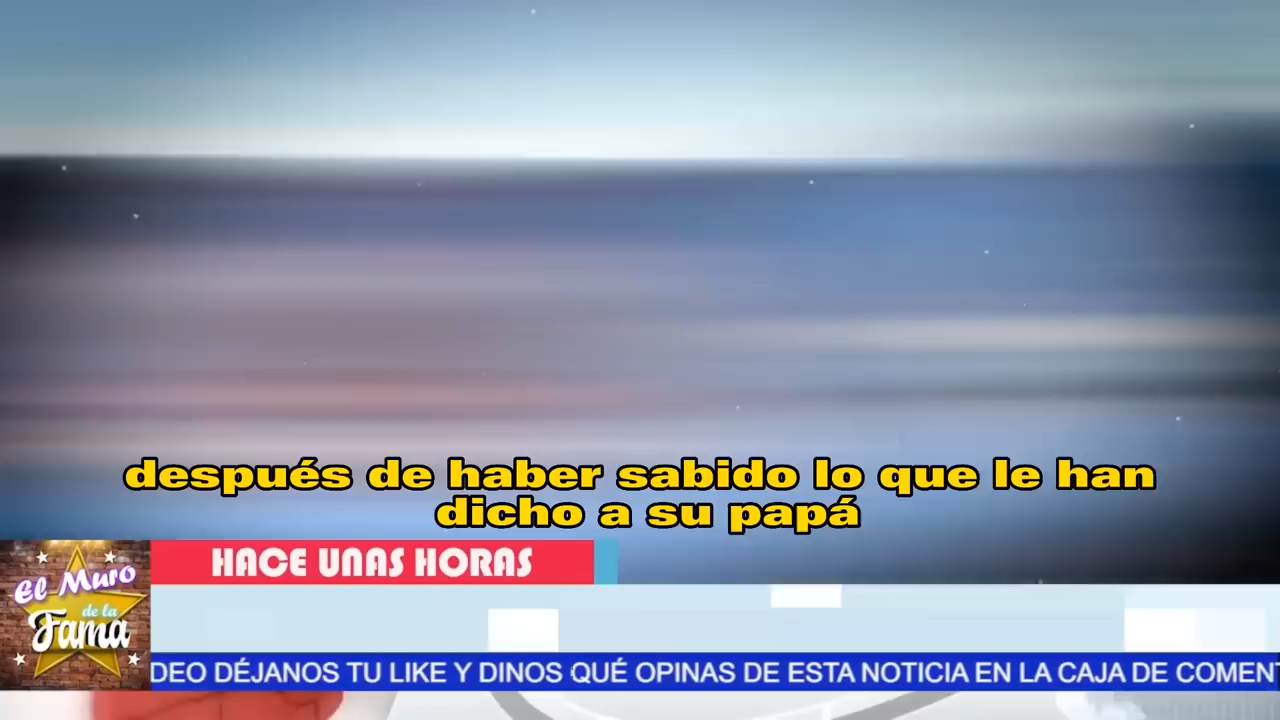 después de haber sabido lo que le han
dicho a su papá
HACE UNAS HORAS
El Muro
de la
Fama
DEO DÉJANOS TU LIKE Y DINOS QUÉ OPINAS DE ESTA NOTICIA EN LA CAJA DE COMEN